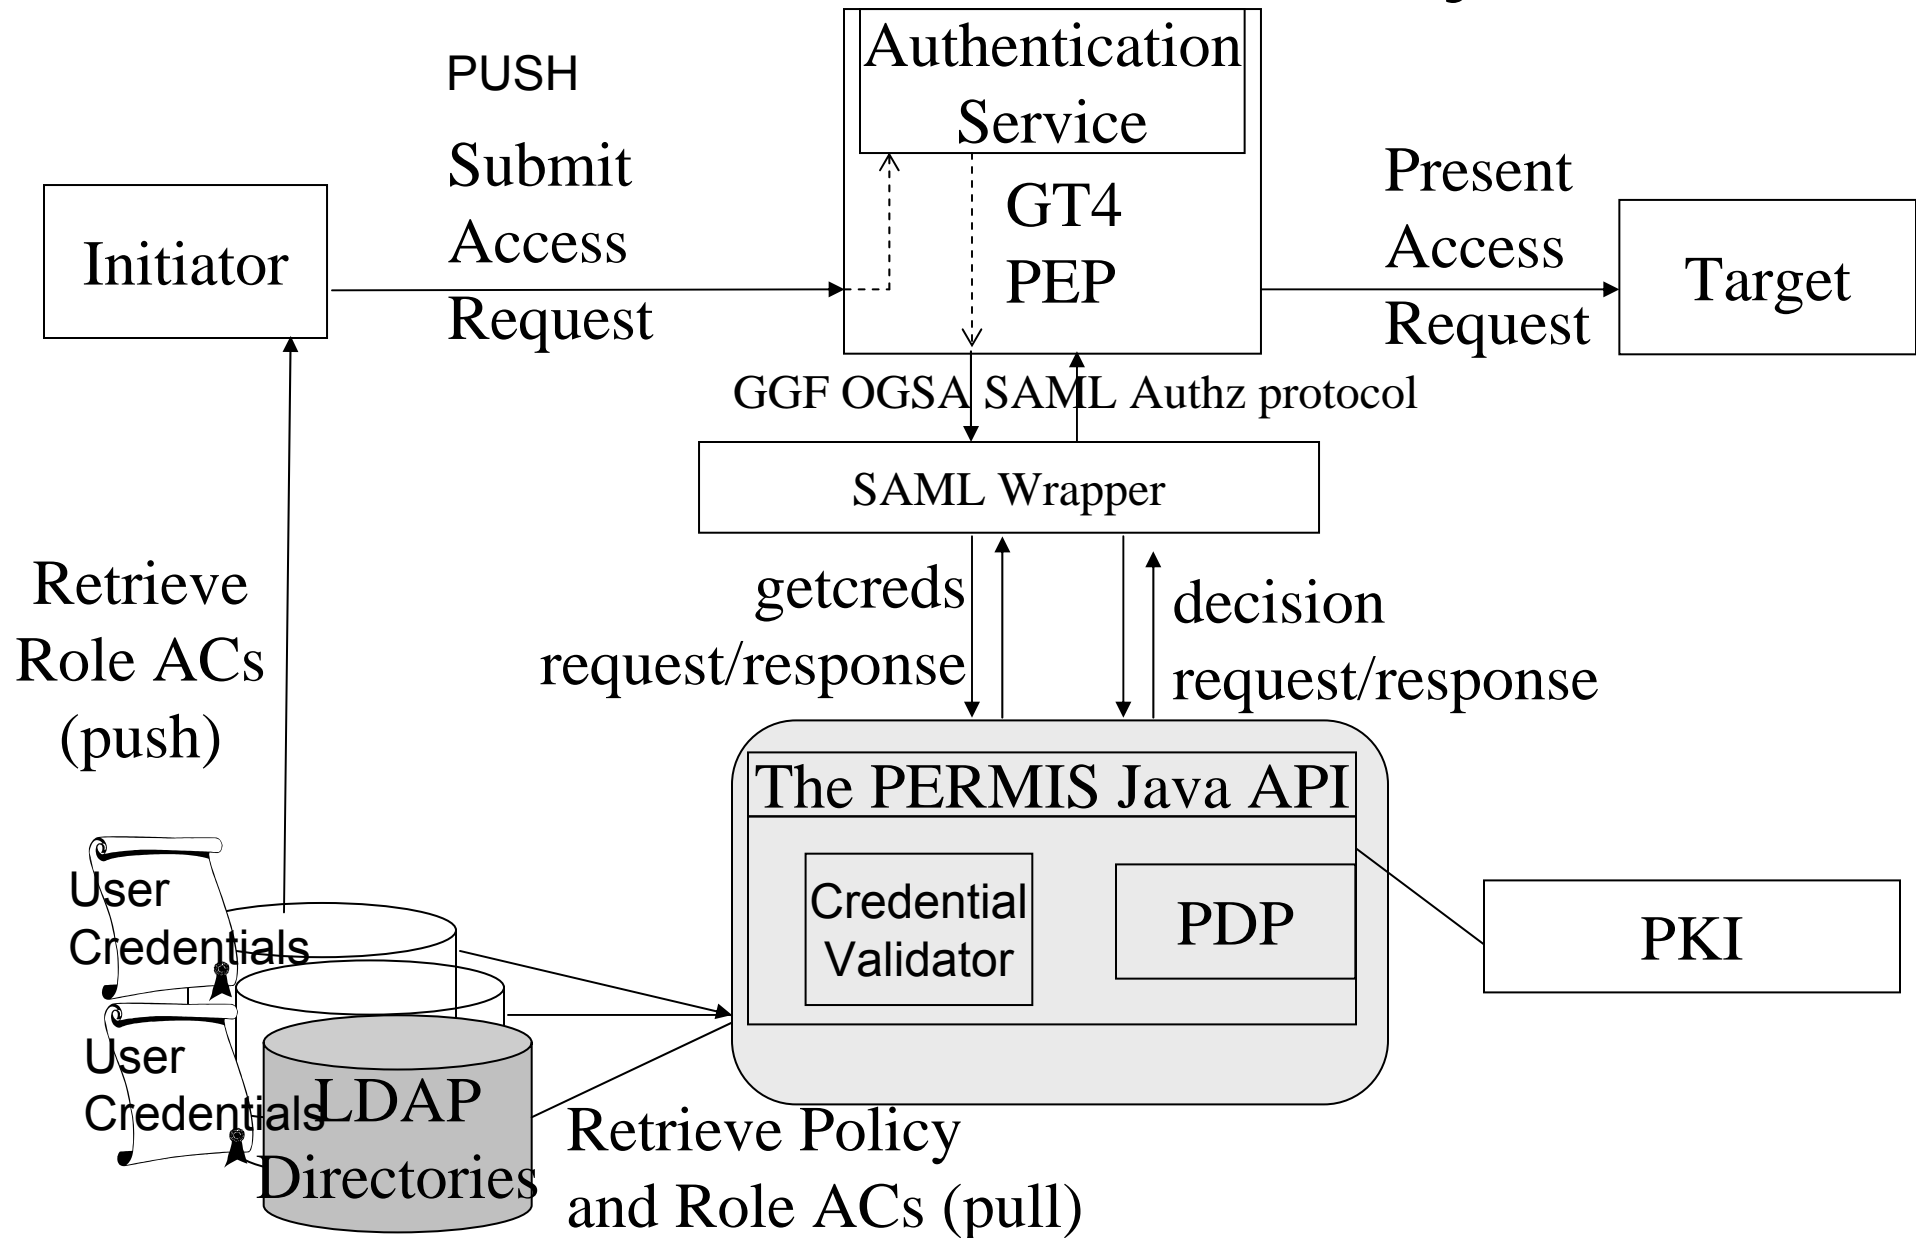 PUSH
Submit
Access
Request
Authentication
Service
GT4
PEP
Present
Access
Request
Initiator
Target
GGF OGSA SAML Authz protocol
SAML Wrapper
Retrieve
Role ACs
(push)
getcreds
request/response
decision
request/response
The PERMIS Java API
Credential
Validator
PDP
PKI
User
Credentials
User
Credentials
LDAP
Directories
Retrieve Policy
and Role ACs (pull)